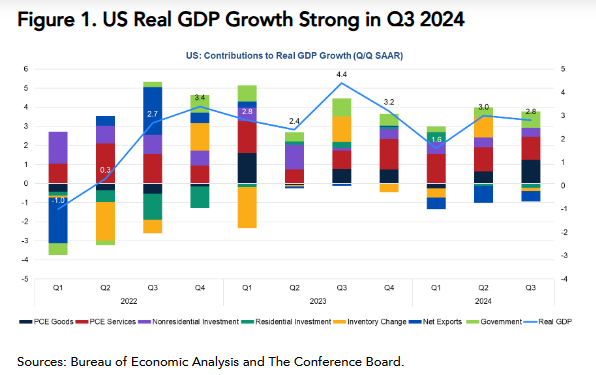 Figure 1. US Real GDP Growth Strong in Q3 2024
US: Contributions to Real GDP Growth (Q/Q SAAR)
6 5
5 4.4 4
4 3.4 3.2 3
3 2.7 2.8 2.4 3.0 2.8 2
2 1.6 1
1 0.3 0
0 -1
-1 -1.0 -2
-2 -3
-3 -4
-4
-5
Q1 Q2 Q3 Q4 Q1 Q2 Q3 Q4 Q1 Q2 Q3
2022 2023 2024
PCE Goods PCE Services Nonresidential Investment Residential Investment Inventory Change Net Exports Government Real GDP
Sources: Bureau of Economic Analysis and The Conference Board.